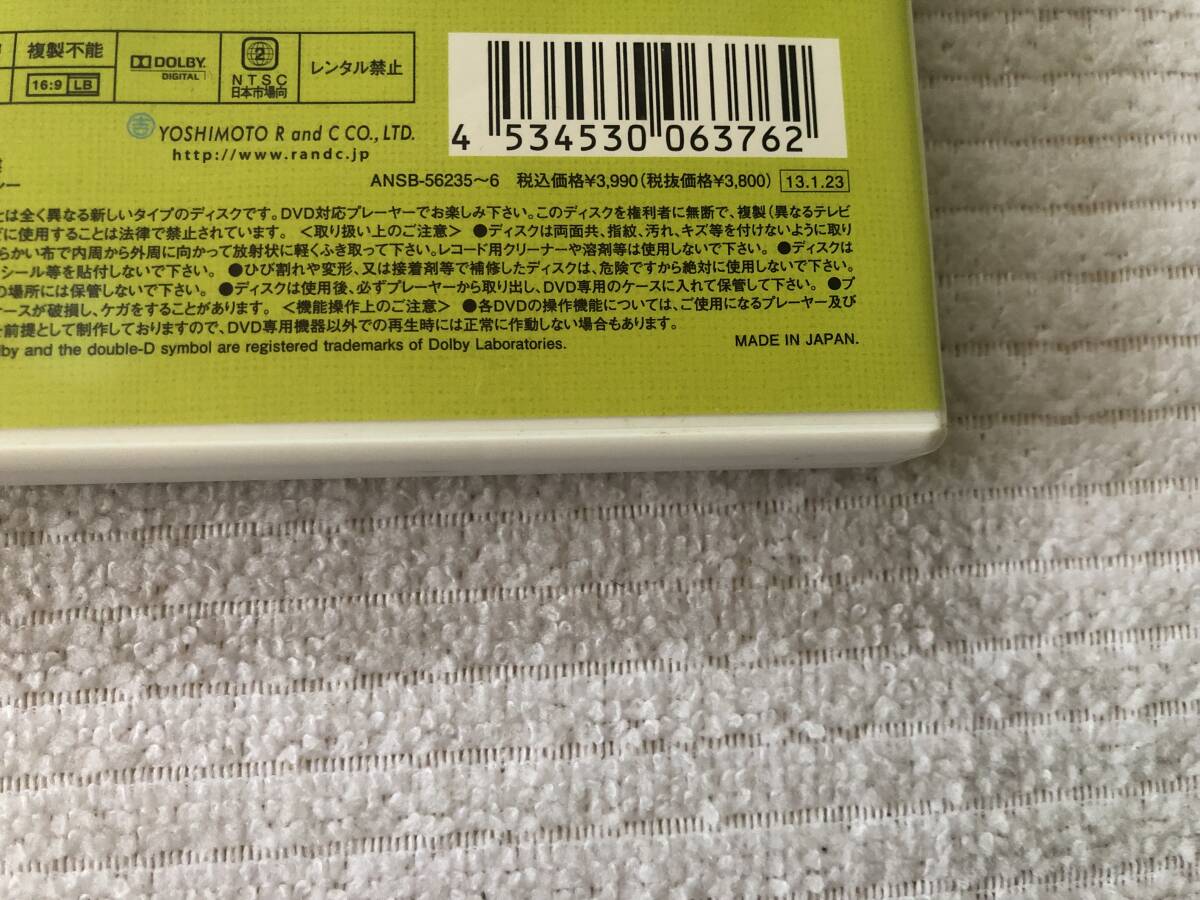 複製不能
DOLBY DIGITAL
2
NTSC
日本市場向
レンタル禁止
16:9 LB
YOSHIMOTO R and C CO., LTD.
http://www.randc.jp
4 534530 063762
ANSB-56235～6 税込価格¥3,990(税抜価格¥3,800) 13.1.23
とは全く異なる新しいタイプのディスクです。DVD対応プレーヤーでお楽しみ下さい。このディスクを権利者に無断で、複製(異なるテレビ
に使用することは法律で禁止されています。 ＜取り扱い上のご注意＞ ●ディスクは両面共、指紋、汚れ、キズ等を付けないように取り
らかい布で内周から外周に向かって放射状に軽くふき取って下さい。レコード用クリーナーや溶剤等は使用しないで下さい。 ●ディスクは
シール等を貼付しないで下さい。 ●ひび割れや変形、又は接着剤等で補修したディスクは、危険ですから絶対に使用しないで下さい。
の場所には保管しないで下さい。 ●ディスクは使用後、必ずプレーヤーから取り出し、DVD専用のケースに入れて保管して下さい。 ●プ
ケースが破損し、ケガをすることがあります。 ＜機能操作上のご注意＞ ●各DVDの操作機能については、ご使用になるプレーヤー及び
を前提として制作しておりますので、DVD専用機器以外での再生時には正常に作動しない場合もあります。
lby and the double-D symbol are registered trademarks of Dolby Laboratories.
MADE IN JAPAN.